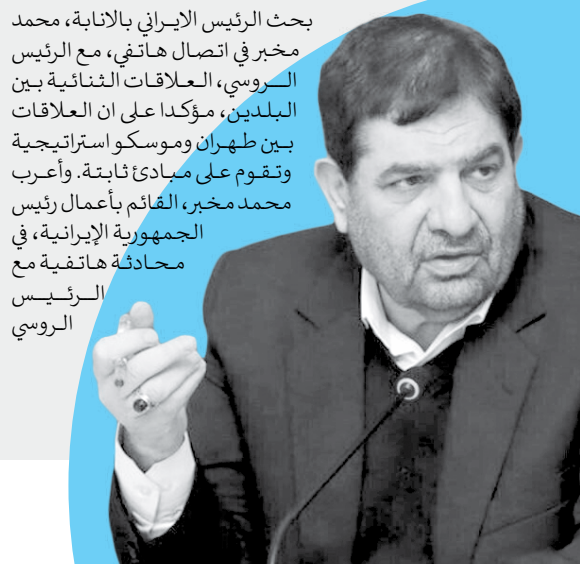 بحث الرئيس الايراني بالانابة، محمد
مخبر في اتصال هاتفي، مع الرئيس
الروسي، العلاقات الثنائية بين
البلدين، مؤكدا على ان العلاقات
بين طهران وموسكو استراتيجية
وتقوم على مبادئ ثابتة. وأعرب
محمد مخبر، القائم بأعمال رئيس
الجمهورية الإيرانية، في
محادثة هاتفية مع
الرئيس
الروسي